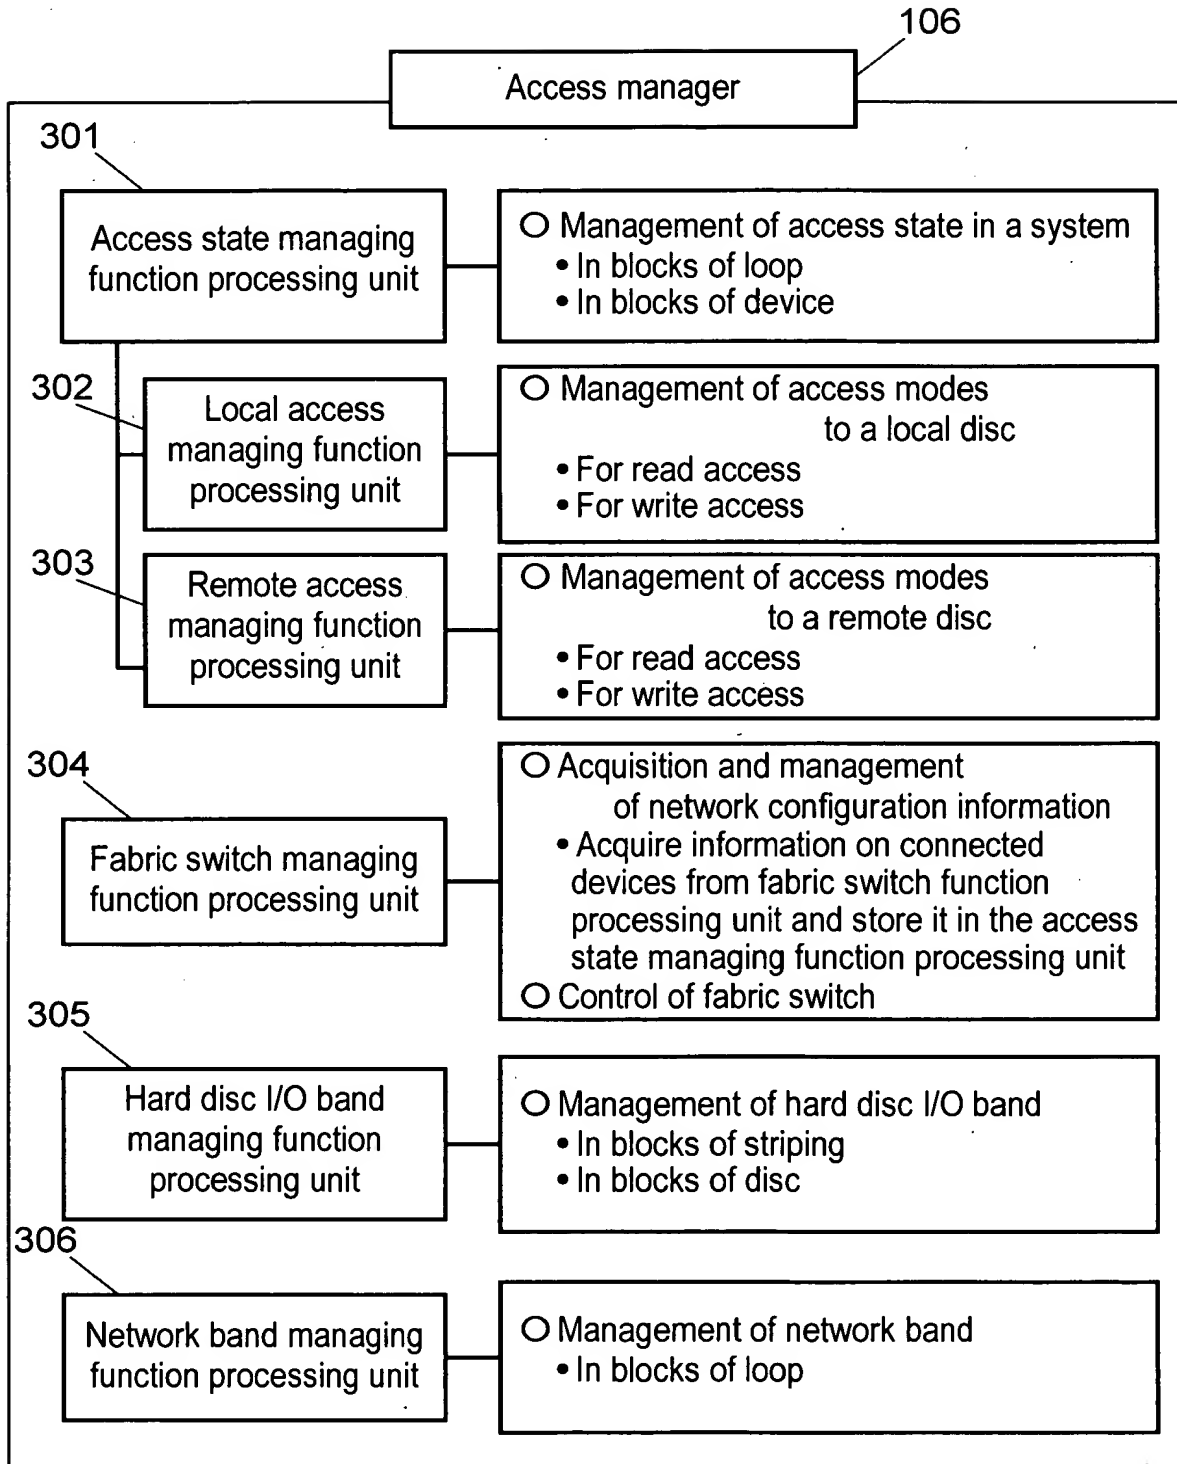 106
Access manager
301
Access state managing
function processing unit
○ Management of access state in a system
• In blocks of loop
• In blocks of device
302
Local access
managing function
processing unit
○ Management of access modes
to a local disc
• For read access
• For write access
303
Remote access
managing function
processing unit
○ Management of access modes
to a remote disc
• For read access
• For write access
304
Fabric switch managing
function processing unit
○ Acquisition and management
of network configuration information
• Acquire information on connected
devices from fabric switch function
processing unit and store it in the access
state managing function processing unit
○ Control of fabric switch
305
Hard disc I/O band
managing function
processing unit
○ Management of hard disc I/O band
• In blocks of striping
• In blocks of disc
306
Network band managing
function processing unit
○ Management of network band
• In blocks of loop